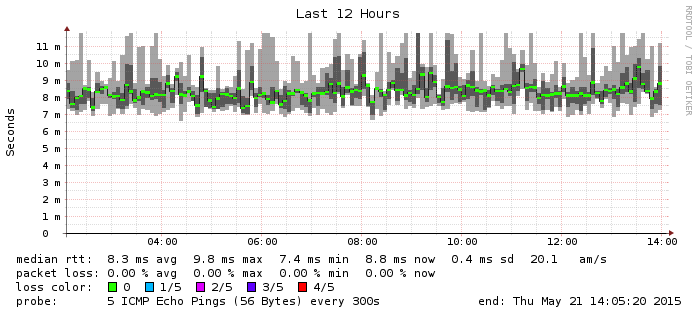 Last 12 Hours
RRDTOOL / TOBI OETIKER
Seconds
11 m
10 m
9 m
8 m
7 m
6 m
5 m
4 m
3 m
2 m
1 m
0
04:00 06:00 08:00 10:00 12:00 14:00
median rtt: 8.3 ms avg 9.8 ms max 7.4 ms min 8.8 ms now 0.4 ms sd 20.1 am/s
packet loss: 0.00 % avg 0.00 % max 0.00 % min 0.00 % now
loss color: 0 1/5 2/5 3/5 4/5
probe: 5 ICMP Echo Pings (56 Bytes) every 300s end: Thu May 21 14:05:20 2015